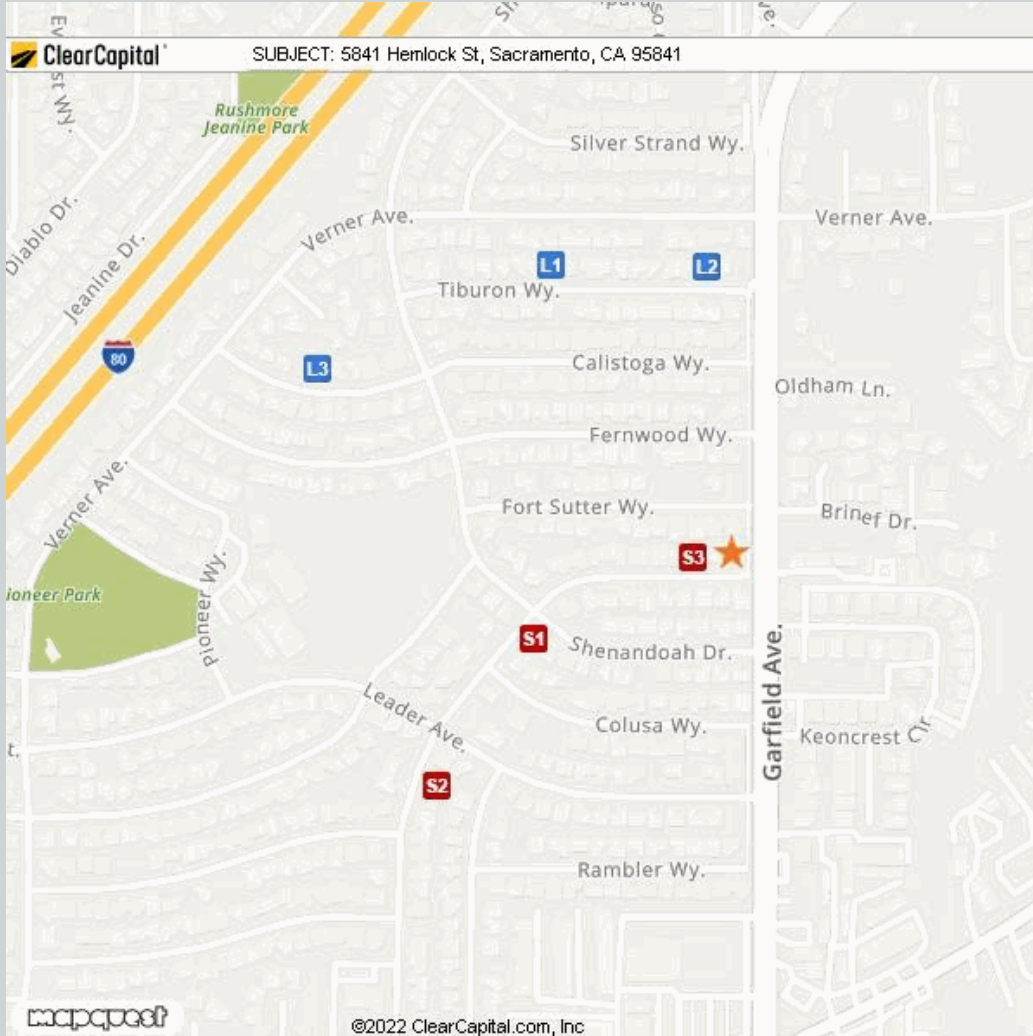 ClearCapital
SUBJECT: 5841 Hemlock St, Sacramento, CA 95841
Rushmore
Jeanine Park
Silver Strand Wy.
Diablo Dr.
Jeanine Dr.
Verner Ave.
Verner Ave.
L1
L2
Tiburon Wy.
80
L3
Calistoga Wy.
Oldham Ln.
Fernwood Wy.
Verner Ave.
Fort Sutter Wy.
Brinef Dr.
S3
ioneer Park
Pioneer Wy.
S1
Shenandoah Dr.
Garfield Ave.
Leader Ave.
Colusa Wy.
Keoncrest Cir
t.
S2
Rambler Wy.
mapquest
©2022 ClearCapital.com, Inc